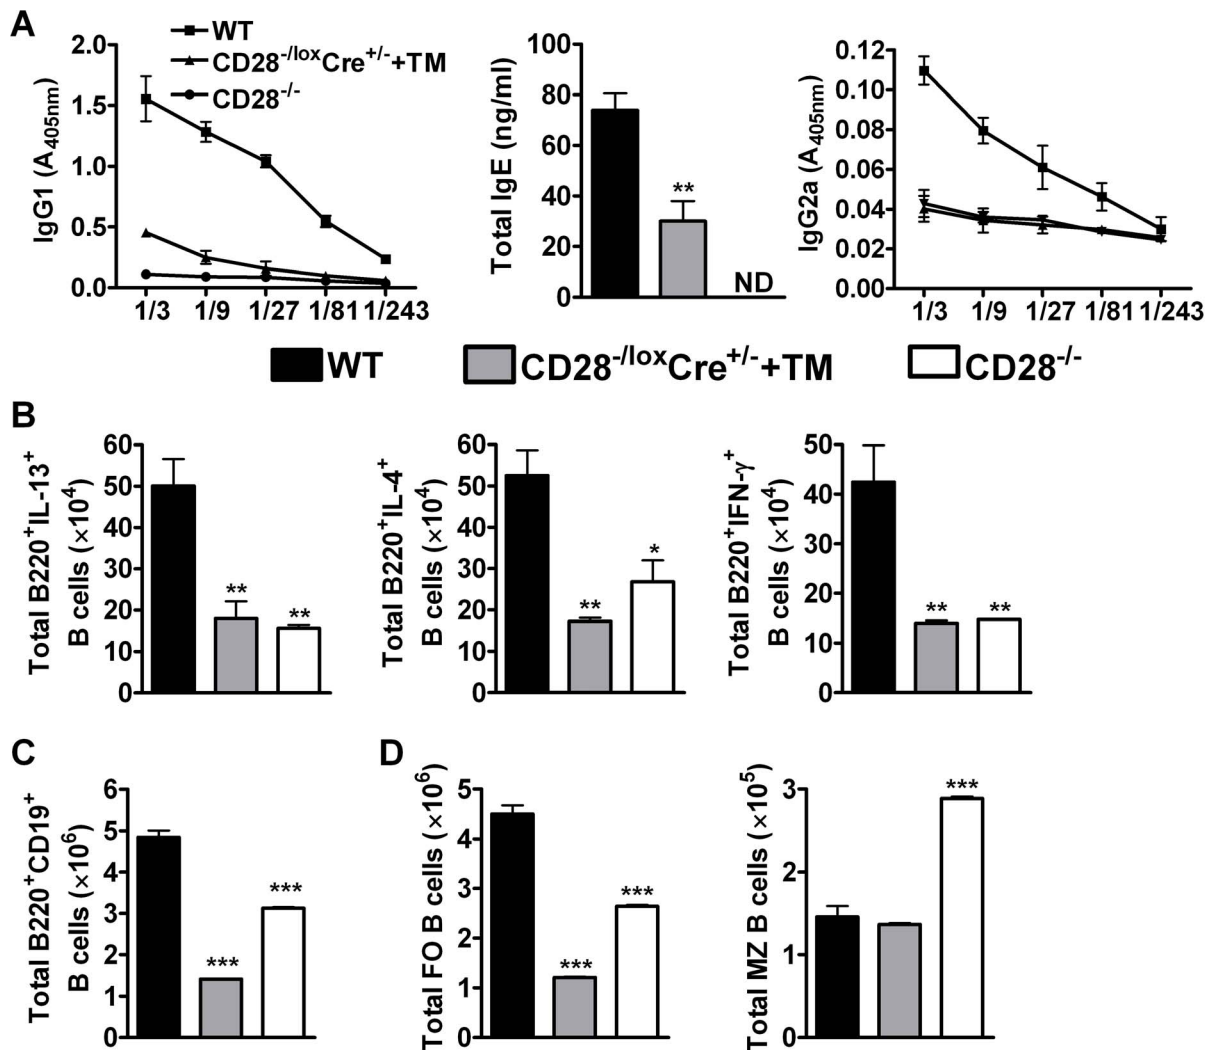 A
WT
CD28-/loxCre+/-+TM
CD28-/-
IgG1 (A405nm)
2.0
1.5
1.0
0.5
0.0
1/3 1/9 1/27 1/81 1/243
Total IgE (ng/ml)
100
80
60
40
20
0
**
ND
IgG2a (A405nm)
0.12
0.10
0.08
0.06
0.04
0.02
0.00
1/3 1/9 1/27 1/81 1/243
WT CD28-/loxCre+/-+TM CD28-/-
B
Total B220+IL-13+
B cells (×10⁴)
60
50
40
30
20
10
0
** **
Total B220+IL-4+
B cells (×10⁴)
60
50
40
30
20
10
0
** *
Total B220+IFN-γ+
B cells (×10⁴)
50
40
30
20
10
0
** **
C
Total B220+CD19+
B cells (×10⁶)
6
5
4
3
2
1
0
*** ***
D
Total FO B cells (×10⁶)
5
4
3
2
1
0
*** ***
Total MZ B cells (×10⁵)
3
2
1
0
***